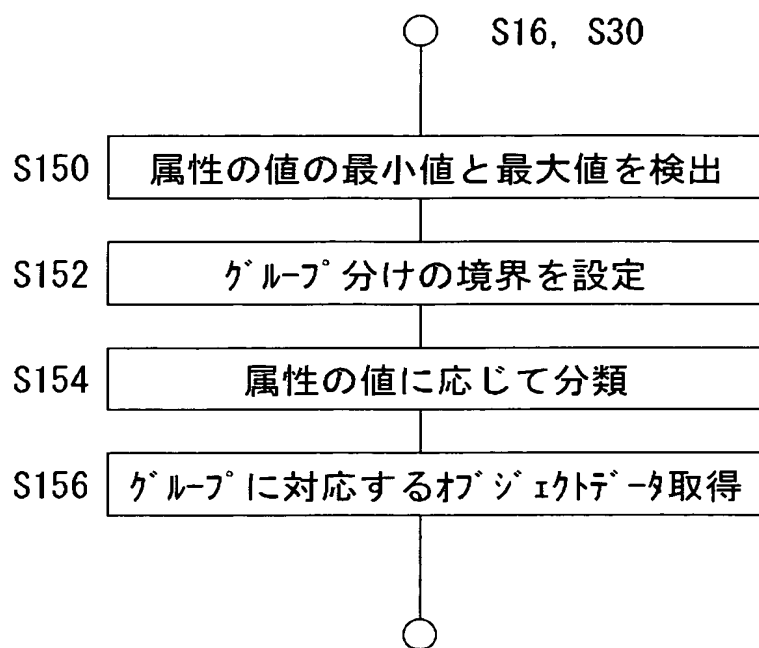 S16, S30
S150 属性の値の最小値と最大値を検出
S152 ｸﾞﾙｰﾌﾟ分けの境界を設定
S154 属性の値に応じて分類
S156 ｸﾞﾙｰﾌﾟに対応するｵﾌﾞｼﾞｪｸﾄﾃﾞｰﾀ取得